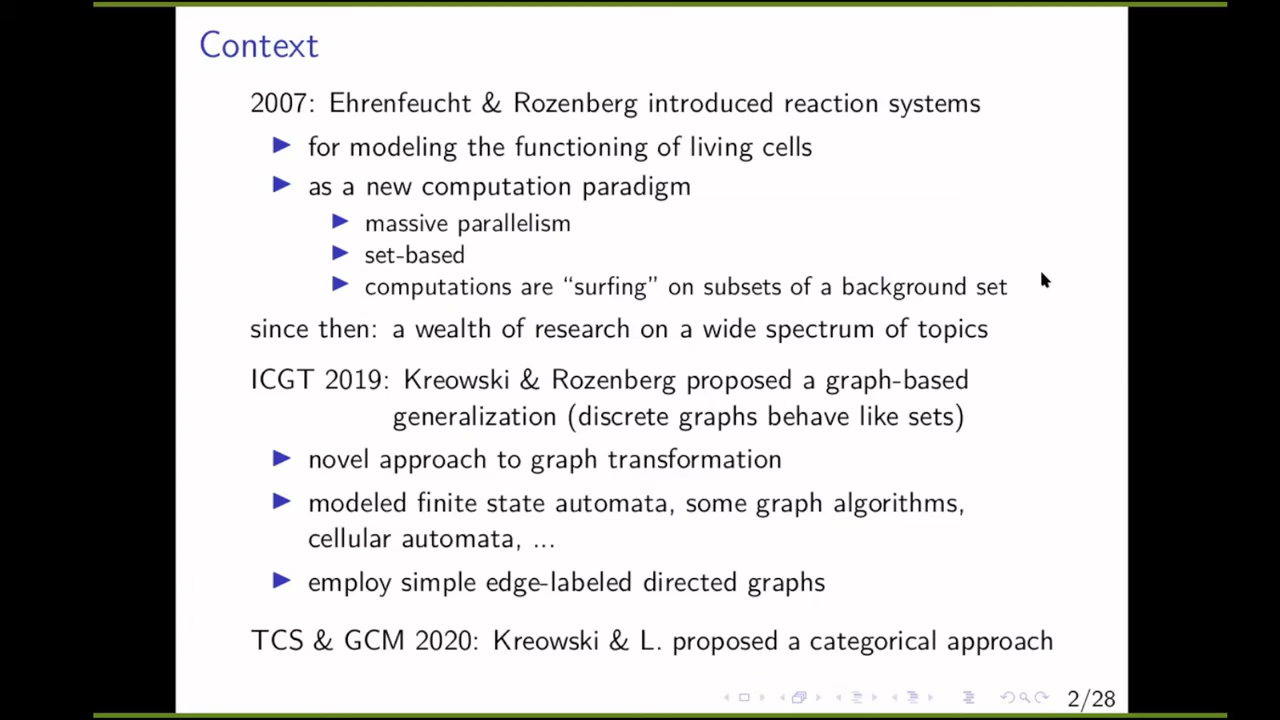 Context
2007: Ehrenfeucht & Rozenberg introduced reaction systems
▶ for modeling the functioning of living cells
▶ as a new computation paradigm
▶ massive parallelism
▶ set-based
▶ computations are “surfing” on subsets of a background set
since then: a wealth of research on a wide spectrum of topics
ICGT 2019: Kreowski & Rozenberg proposed a graph-based
generalization (discrete graphs behave like sets)
▶ novel approach to graph transformation
▶ modeled finite state automata, some graph algorithms,
cellular automata, ...
▶ employ simple edge-labeled directed graphs
TCS & GCM 2020: Kreowski & L. proposed a categorical approach
2/28